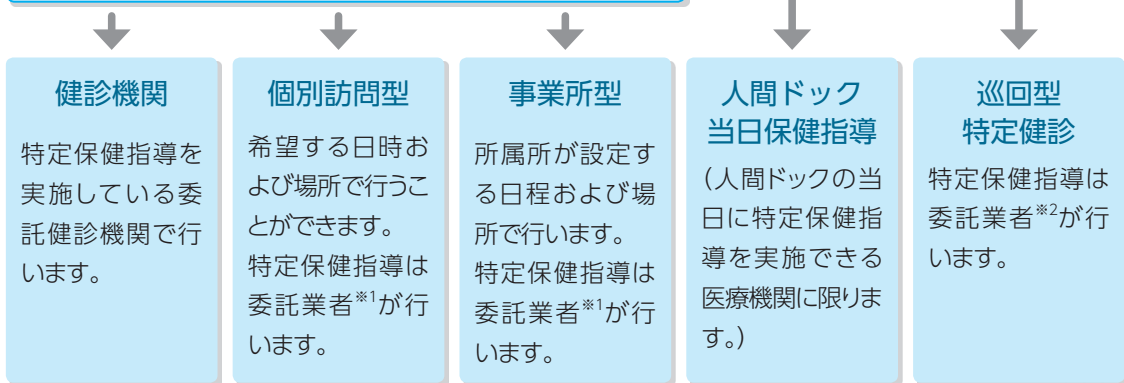 健診機関
特定保健指導を
実施している委
託健診機関で行
います。
個別訪問型
希望する日時お
よび場所で行うこ
とができます。
特定保健指導は
委託業者※1が行
います。
事業所型
所属所が設定す
る日程および場
所で行います。
特定保健指導は
委託業者※1が行
います。
人間ドック
当日保健指導
(人間ドックの当
日に特定保健指
導を実施できる
医療機関に限りま
す。)
巡回型
特定健診
特定保健指導は
委託業者※2が行
います。